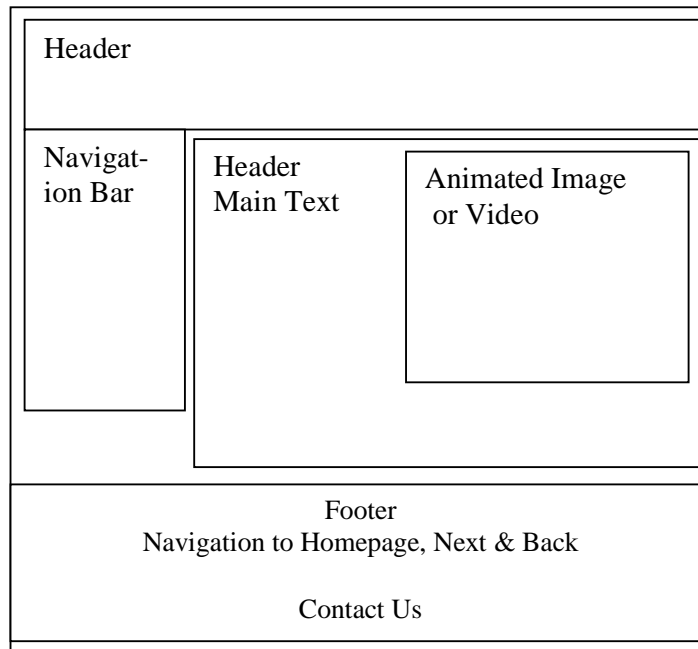 Header
Navigat-
ion Bar
Header
Main Text
Animated Image
or Video
Footer
Navigation to Homepage, Next & Back
Contact Us